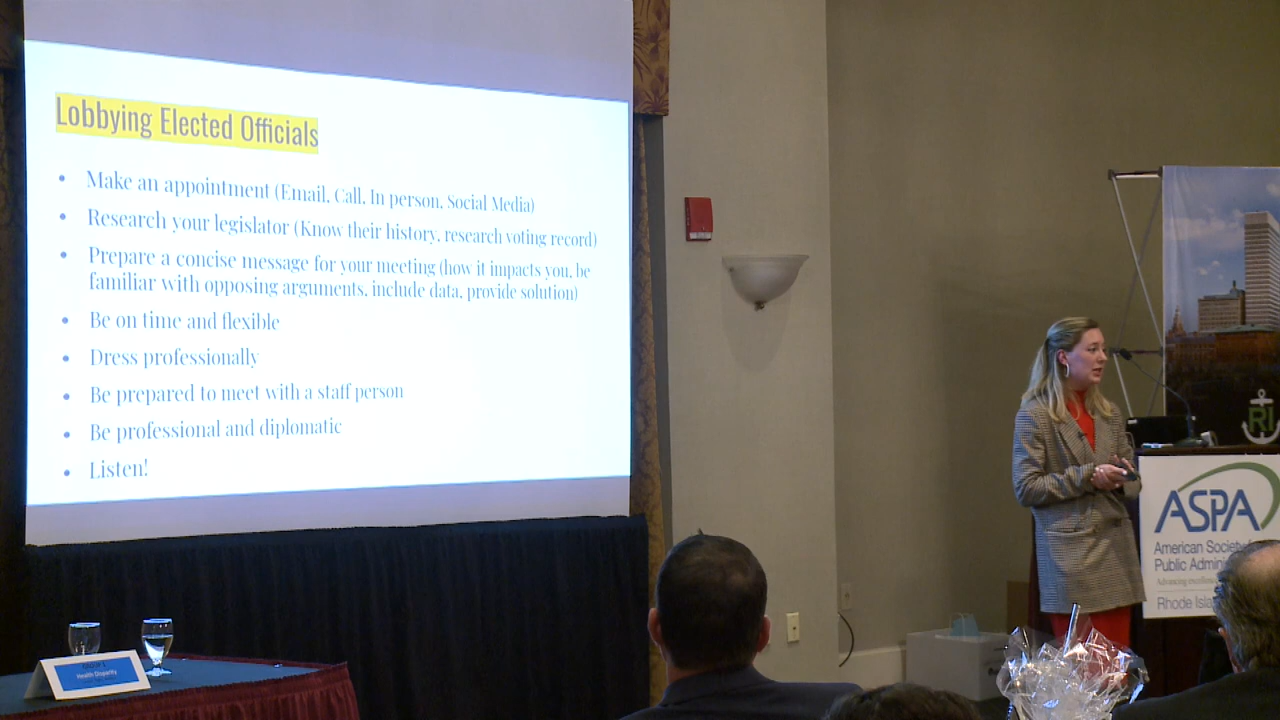 Lobbying Elected Officials
• Make an appointment (Email, Call, In person, Social Media)
• Research your legislator (Know their history, research voting record)
• Prepare a concise message for your meeting (how it impacts you, be
familiar with opposing arguments, include data, provide solution)
• Be on time and flexible
• Dress professionally
• Be prepared to meet with a staff person
• Be professional and diplomatic
• Listen!
RI
ASPA
American Society
Public
Advancing
Rhode
Health Disparity